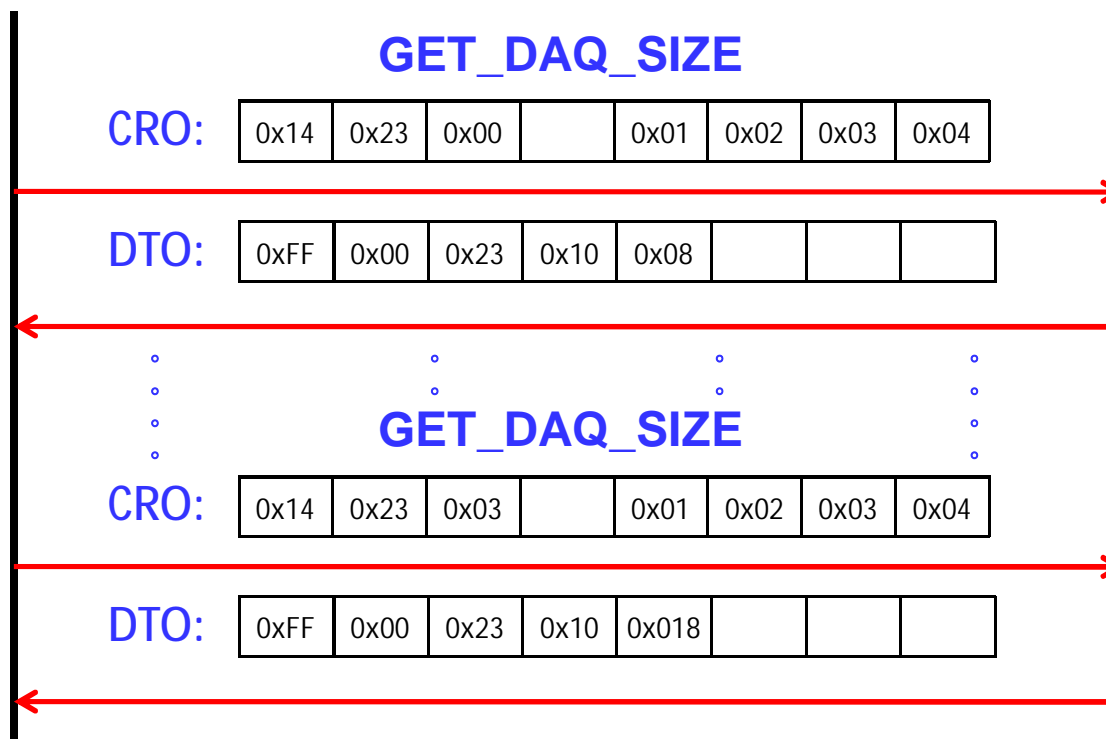 GET_DAQ_SIZE
CRO: 0x14 0x23 0x00 0x01 0x02 0x03 0x04
DTO: 0xFF 0x00 0x23 0x10 0x08
GET_DAQ_SIZE
CRO: 0x14 0x23 0x03 0x01 0x02 0x03 0x04
DTO: 0xFF 0x00 0x23 0x10 0x018